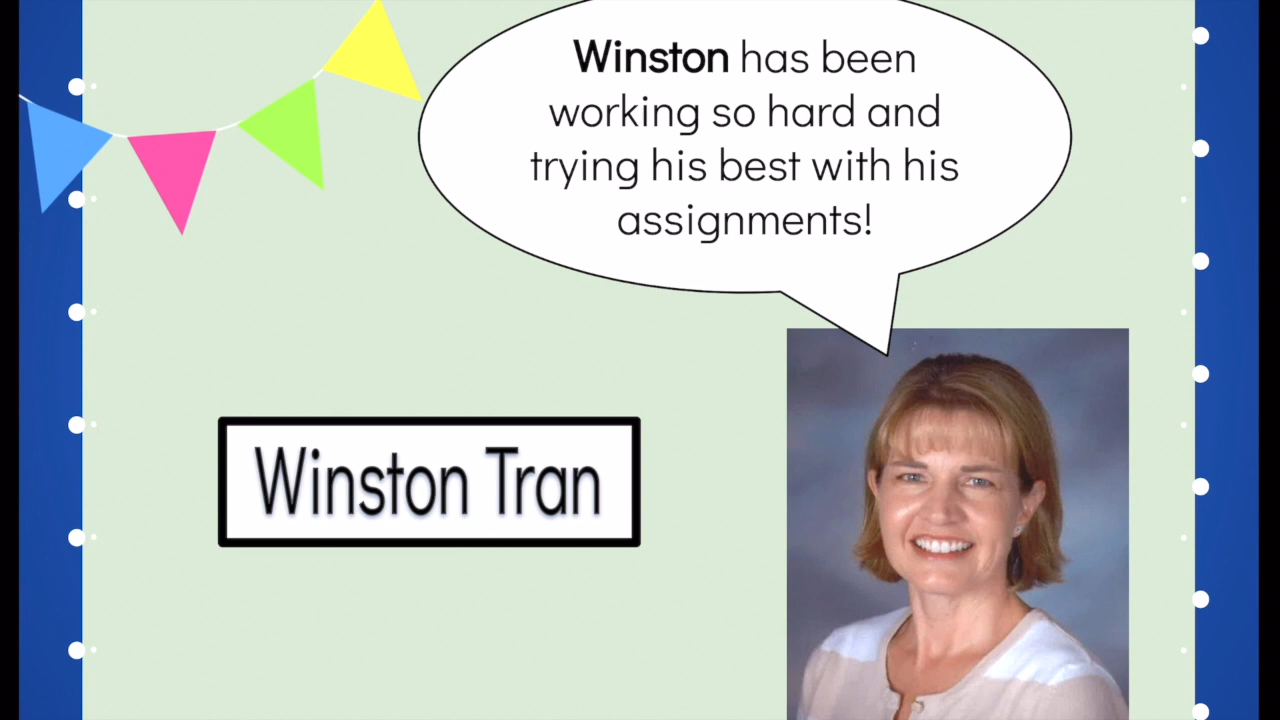 Winston has been
working so hard and
trying his best with his
assignments!
Winston Tran